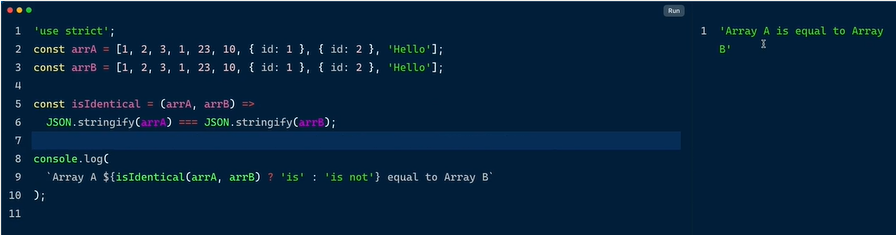 Run
1 'use strict';
2 const arrA = [1, 2, 3, 1, 23, 10, { id: 1 }, { id: 2 }, 'Hello'];
3 const arrB = [1, 2, 3, 1, 23, 10, { id: 1 }, { id: 2 }, 'Hello'];
4
5 const isIdentical = (arrA, arrB) =>
6   JSON.stringify(arrA) === JSON.stringify(arrB);
7
8 console.log(
9   `Array A ${isIdentical(arrA, arrB) ? 'is' : 'is not'} equal to Array B`
10 );
11
1 'Array A is equal to Array
B'